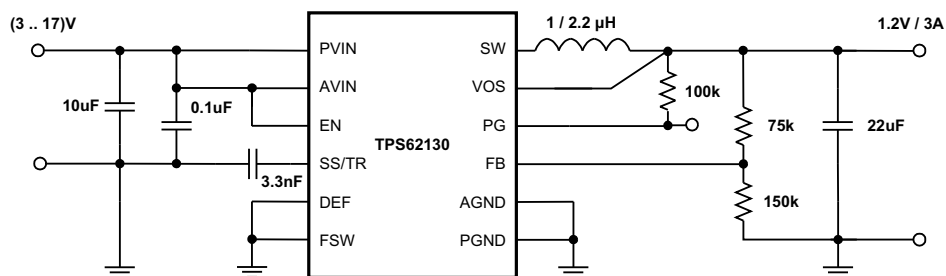 (3 .. 17)V
1 / 2.2 µH
1.2V / 3A
PVIN
SW
AVIN
VOS
10uF
0.1uF
100k
EN
PG
TPS62130
75k
22uF
SS/TR
FB
3.3nF
DEF
AGND
150k
FSW
PGND